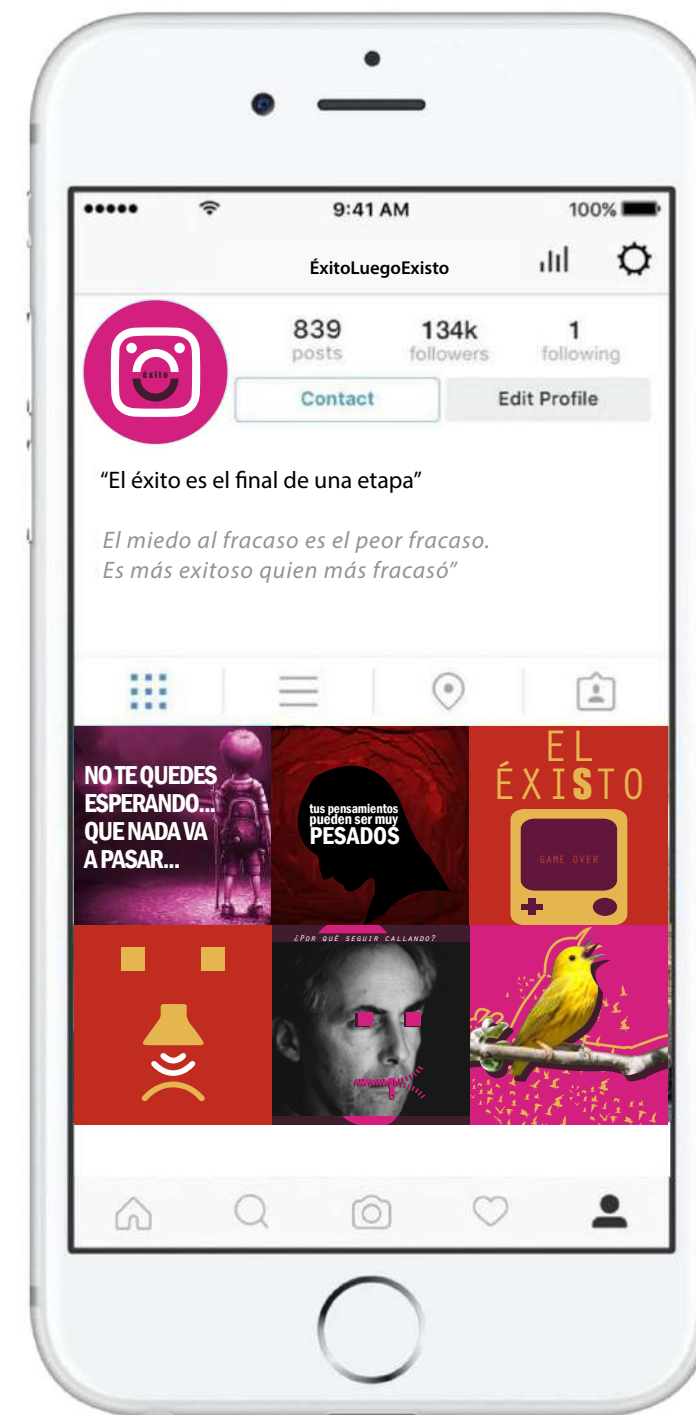 9:41 AM
100%
ÉxitoLuegoExisto
839
134k
1
posts
followers
following
éxito
Contact
Edit Profile
“El éxito es el final de una etapa”
El miedo al fracaso es el peor fracaso.
Es más exitoso quien más fracasó”
NO TE QUEDES
ESPERANDO...
QUE NADA VA
A PASAR...
tus pensamientos
pueden ser muy
PESADOS
EL
ÉXISTO
GAME OVER
¿POR QUÉ SEGUIR CALLANDO?